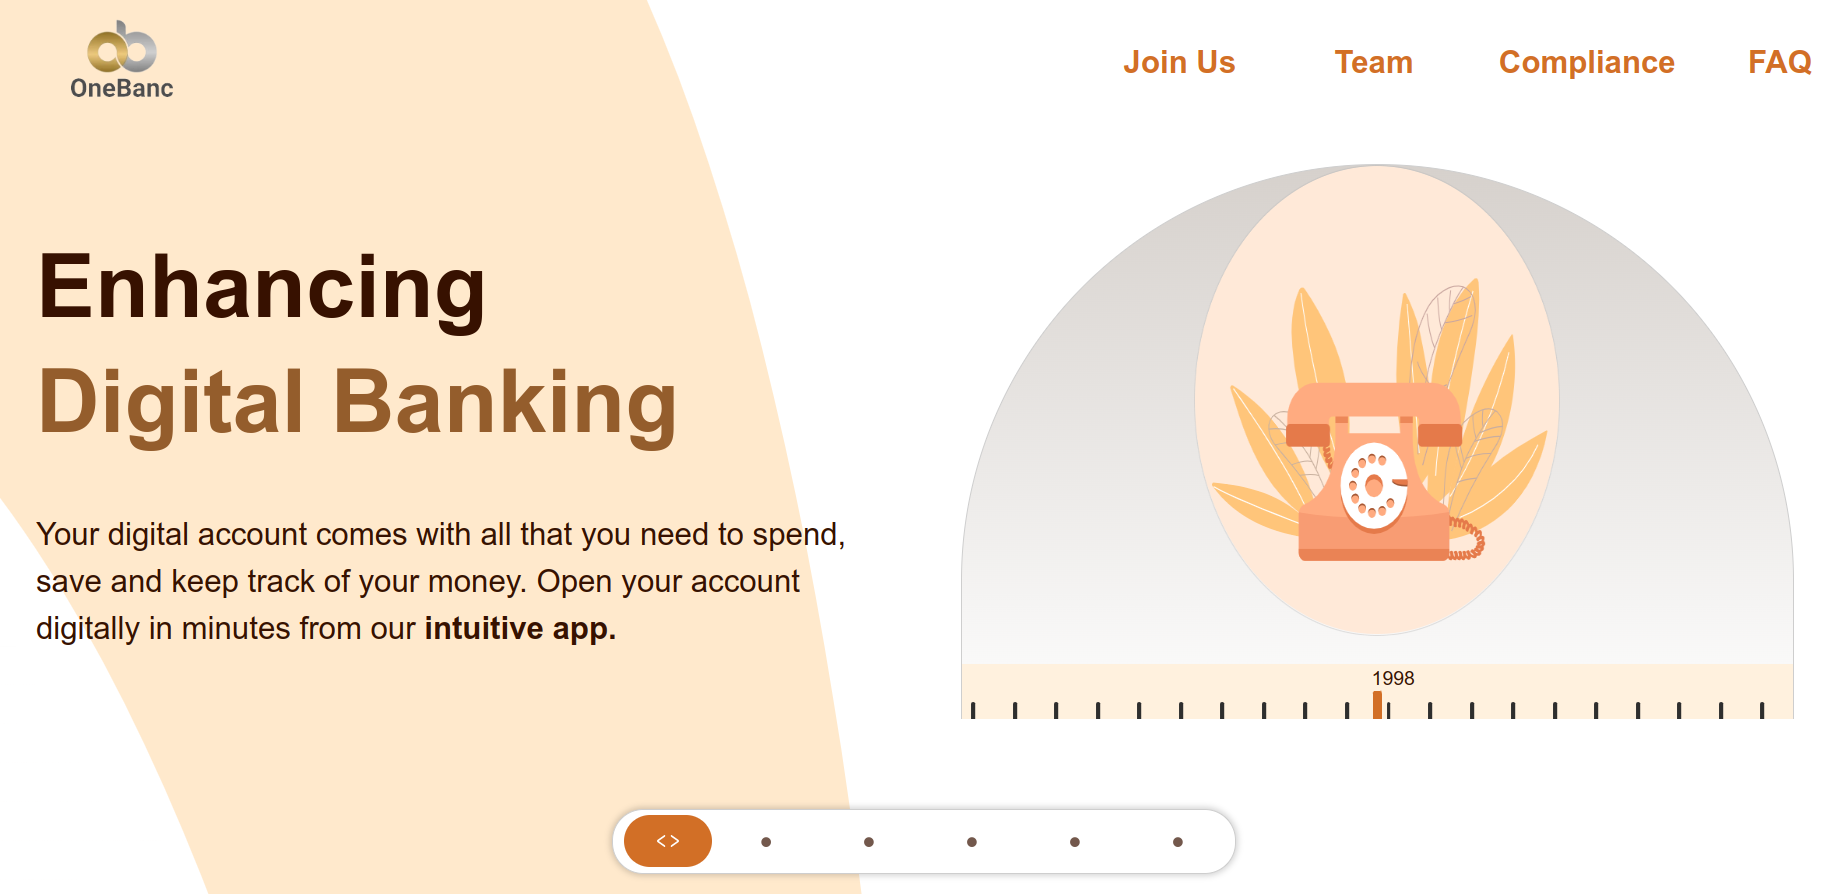 OneBanc
Join Us
Team
Compliance
FAQ
Enhancing
Digital Banking
Your digital account comes with all that you need to spend,
save and keep track of your money. Open your account
digitally in minutes from our intuitive app.
1998
<>